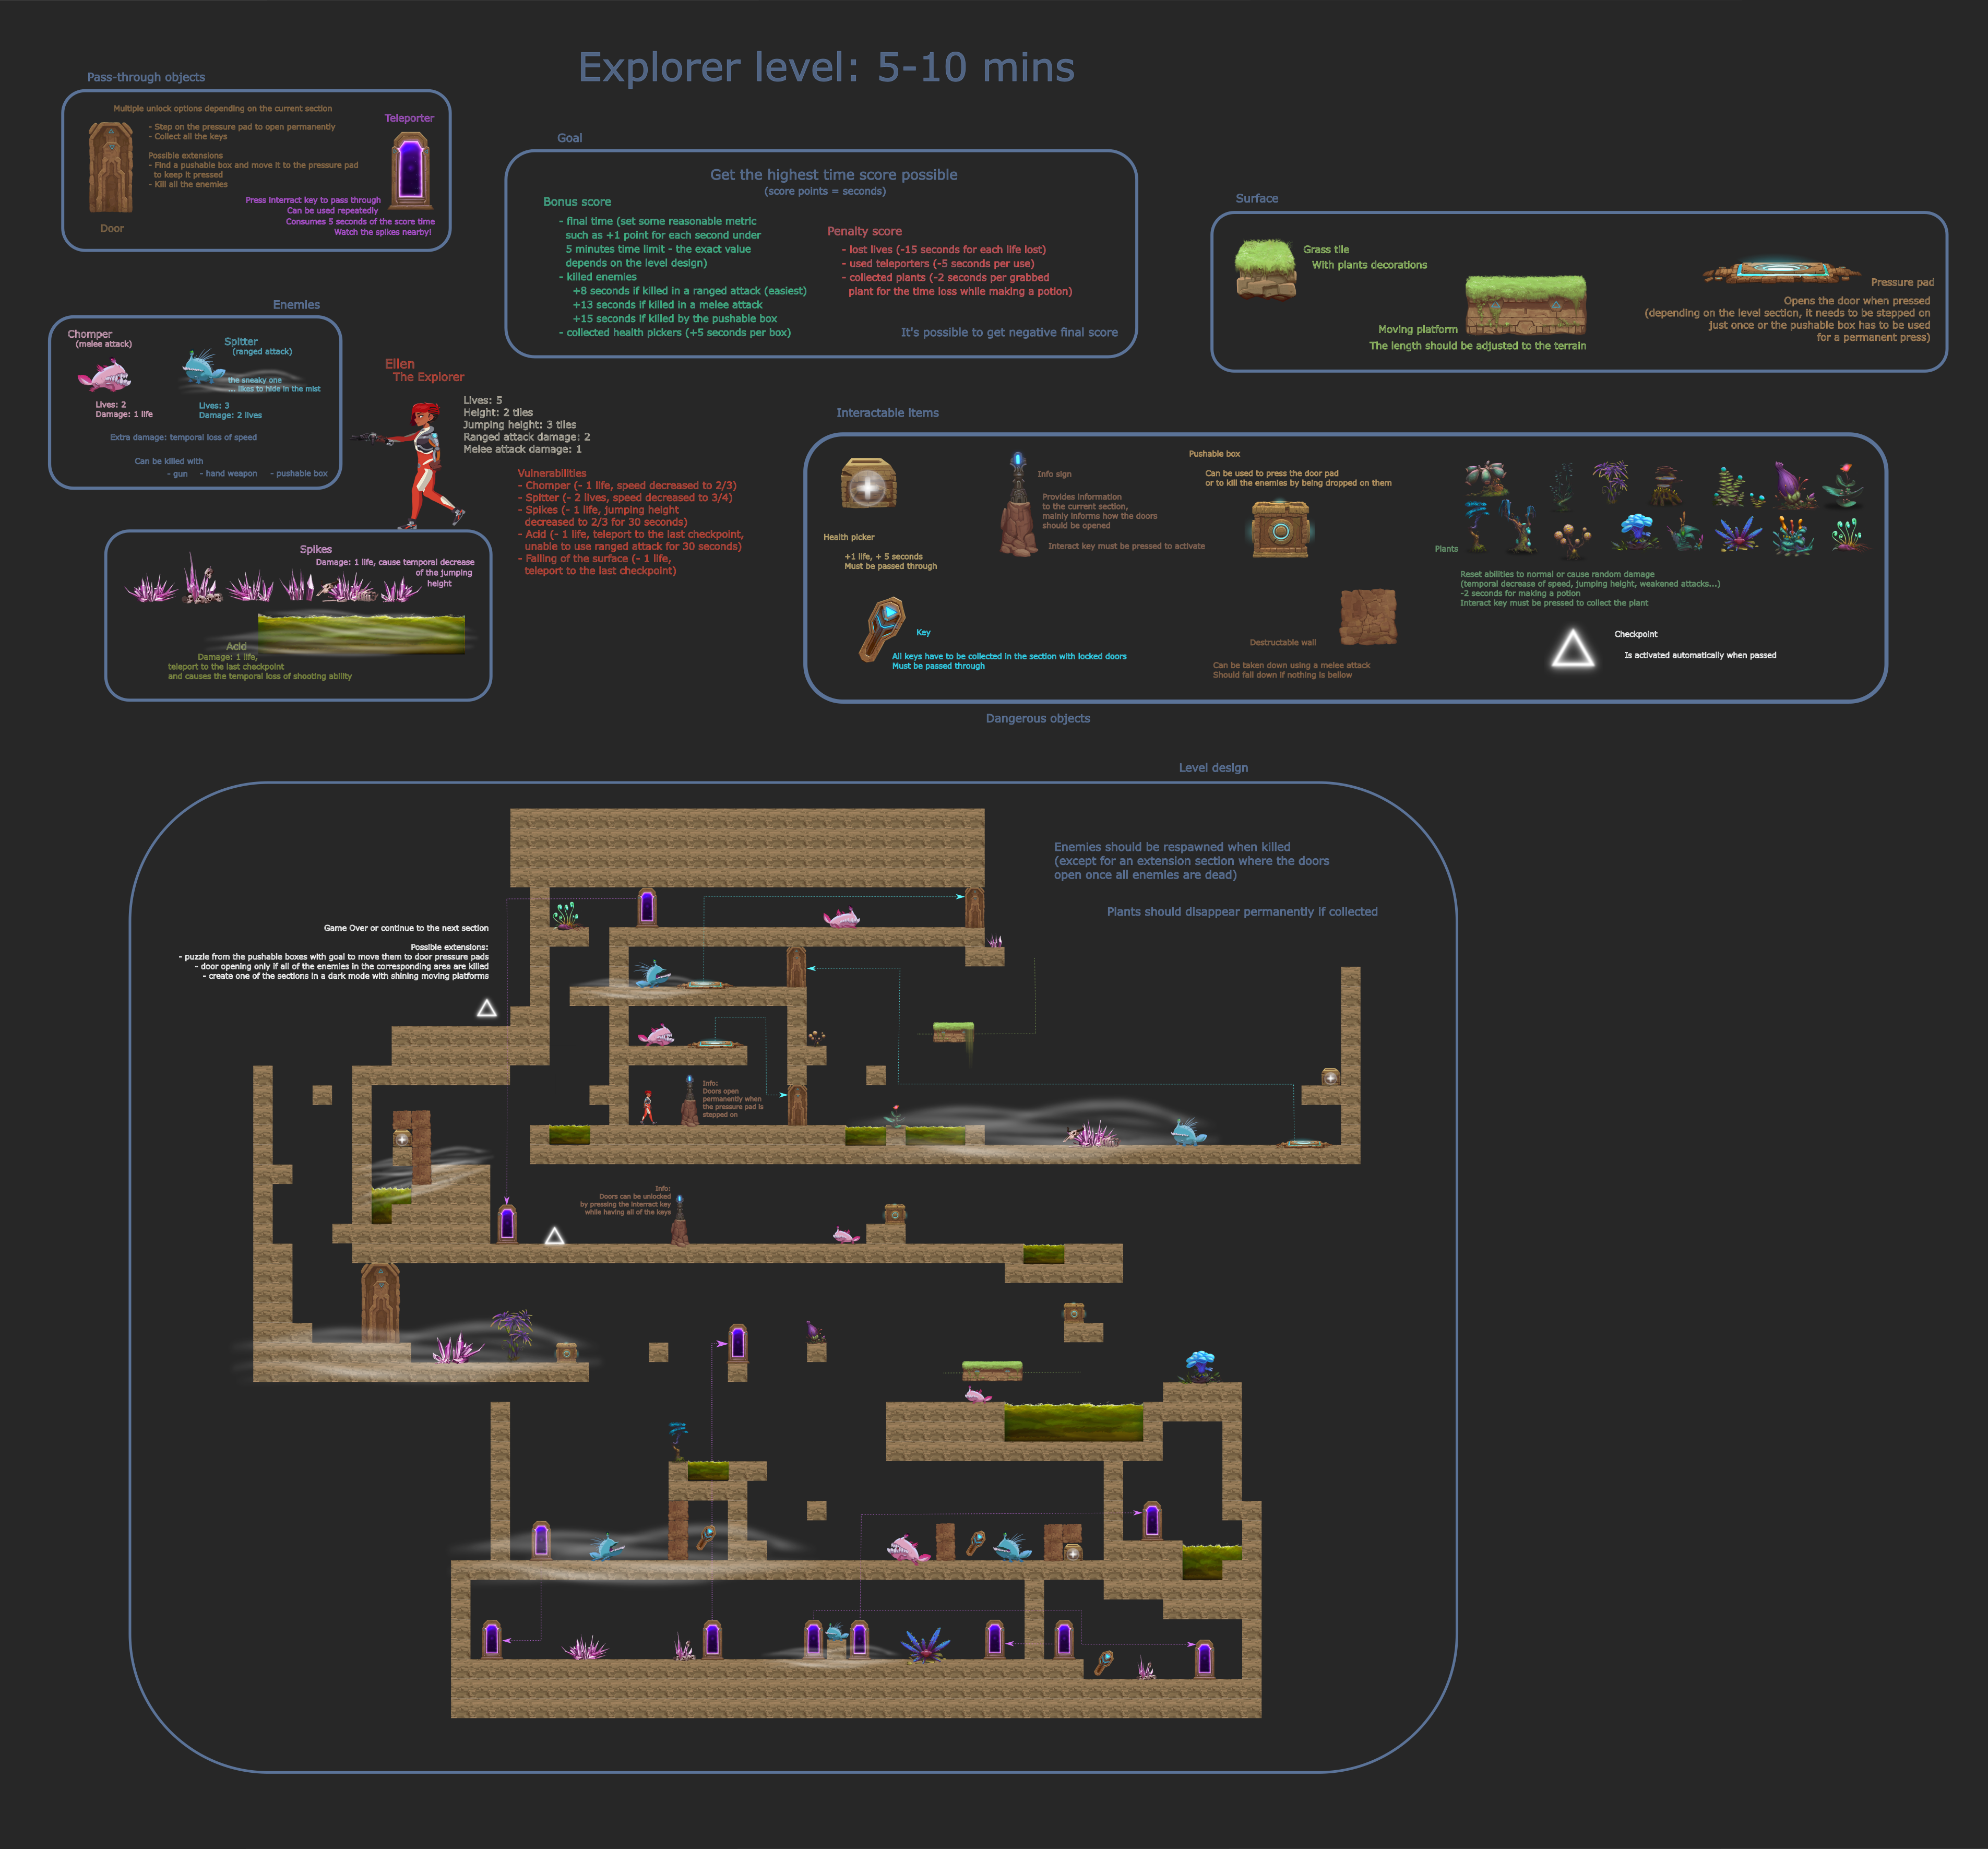 Explorer level: 5-10 mins
Pass-through objects
Multiple unlock options depending on the current section
- Step on the pressure pad to open permanently
- Collect all the keys
Possible extensions
- Find a pushable box and move it to the pressure pad
to keep it pressed
- Kill all the enemies
Door
Teleporter
Press interract key to pass through
Can be used repeatedly
Consumes 5 seconds of the score time
Watch the spikes nearby!
Goal
Get the highest time score possible
(score points = seconds)
Bonus score
- final time (set some reasonable metric
such as +1 point for each second under
5 minutes time limit - the exact value
depends on the level design)
- killed enemies
+8 seconds if killed in a ranged attack (easiest)
+13 seconds if killed in a melee attack
+15 seconds if killed by the pushable box
- collected health pickers (+5 seconds per box)
Penalty score
- lost lives (-15 seconds for each life lost)
- used teleporters (-5 seconds per use)
- collected plants (-2 seconds per grabbed
plant for the time loss while making a potion)
It's possible to get negative final score
Surface
Grass tile
With plants decorations
Moving platform
The length should be adjusted to the terrain
Pressure pad
Opens the door when pressed
(depending on the level section, it needs to be stepped on
just once or the pushable box has to be used
for a permanent press)
Enemies
Chomper
(melee attack)
Lives: 2
Damage: 1 life
Spitter
(ranged attack)
the sneaky one
... likes to hide in the mist
Lives: 3
Damage: 2 lives
Extra damage: temporal loss of speed
Can be killed with
- gun - hand weapon - pushable box
Ellen
The Explorer
Lives: 5
Height: 2 tiles
Jumping height: 3 tiles
Ranged attack damage: 2
Melee attack damage: 1
Vulnerabilities
- Chomper (- 1 life, speed decreased to 2/3)
- Spitter (- 2 lives, speed decreased to 3/4)
- Spikes (- 1 life, jumping height
decreased to 2/3 for 30 seconds)
- Acid (- 1 life, teleport to the last checkpoint,
unable to use ranged attack for 30 seconds)
- Falling of the surface (- 1 life,
teleport to the last checkpoint)
Spikes
Damage: 1 life, cause temporal decrease
of the jumping
height
Acid
Damage: 1 life,
teleport to the last checkpoint
and causes the temporal loss of shooting ability
Interactable items
Health picker
+1 life, + 5 seconds
Must be passed through
Info sign
Provides information
to the current section,
mainly informs how the doors
should be opened
Interact key must be pressed to activate
Pushable box
Can be used to press the door pad
or to kill the enemies by being dropped on them
Plants
Reset abilities to normal or cause random damage
(temporal decrease of speed, jumping height, weakened attacks...)
-2 seconds for making a potion
Interact key must be pressed to collect the plant
Key
All keys have to be collected in the section with locked doors
Must be passed through
Destructable wall
Can be taken down using a melee attack
Should fall down if nothing is bellow
Checkpoint
Is activated automatically when passed
Dangerous objects
Level design
Enemies should be respawned when killed
(except for an extension section where the doors
open once all enemies are dead)
Plants should disappear permanently if collected
Game Over or continue to the next section
Possible extensions:
- puzzle from the pushable boxes with goal to move them to door pressure pads
- door opening only if all of the enemies in the corresponding area are killed
- create one of the sections in a dark mode with shining moving platforms
Info:
Doors open
permanently when
the pressure pad is
stepped on
Info:
Doors can be unlocked
by pressing the interract key
while having all of the keys